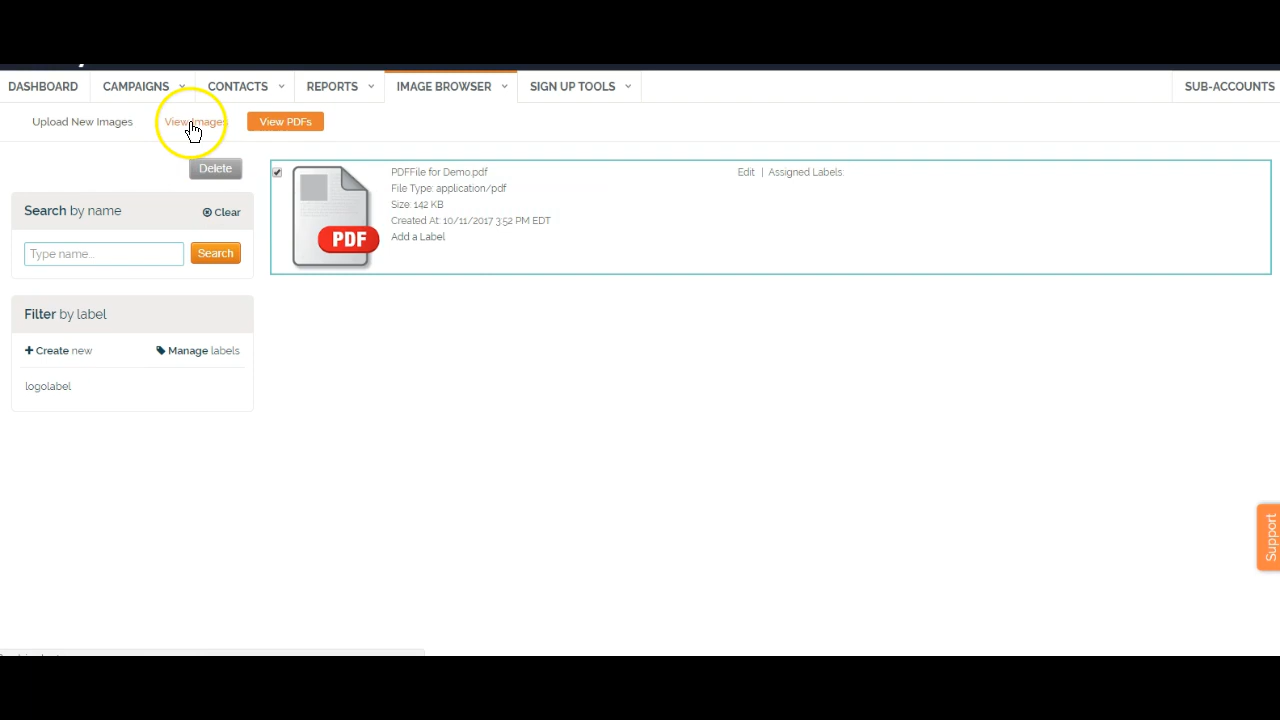 DASHBOARD CAMPAIGNS CONTACTS REPORTS IMAGE BROWSER SIGN UP TOOLS SUB-ACCOUNTS
Upload New Images View Images View PDFs
Delete
Search by name Clear
Type name... Search
Filter by label
Create new Manage labels
logolabel
PDF
PDFFile for Demo.pdf
File Type: application/pdf
Size: 142 KB
Created At: 10/11/2017 3:52 PM EDT
Add a Label
Edit | Assigned Labels:
Support